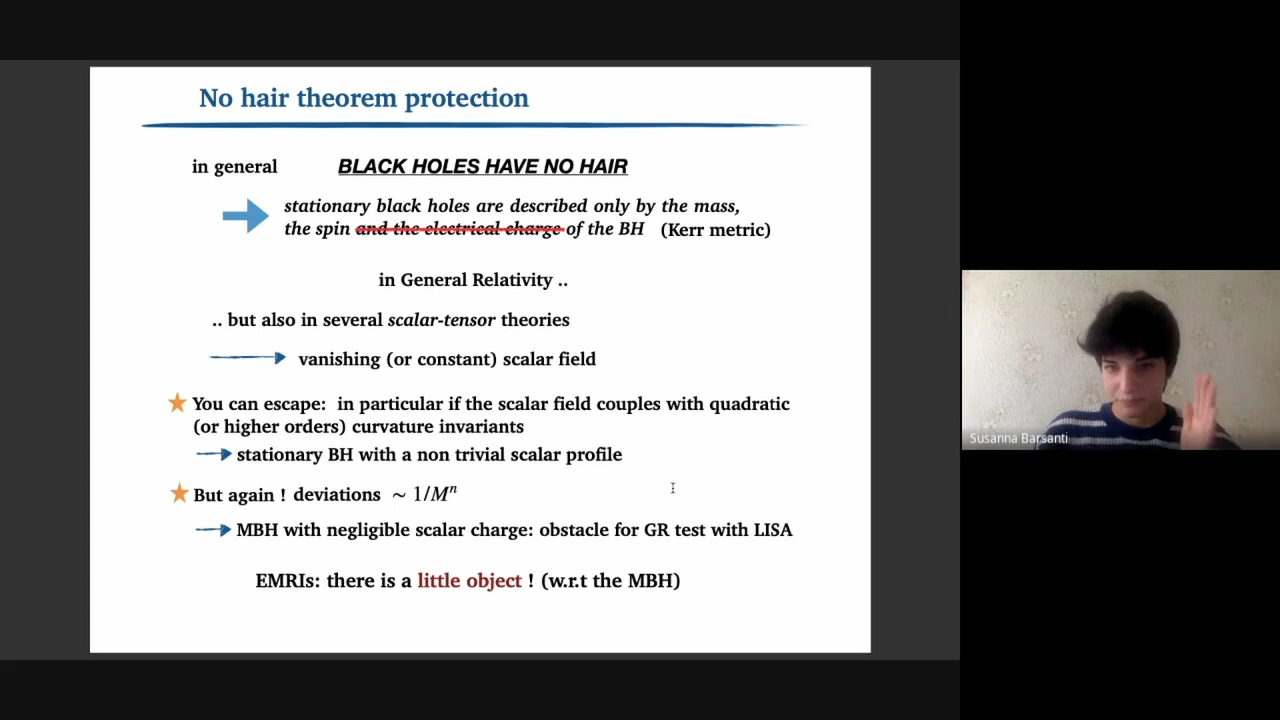 No hair theorem protection
in general BLACK HOLES HAVE NO HAIR
stationary black holes are described only by the mass,
the spin and the electrical charge of the BH (Kerr metric)
in General Relativity ..
.. but also in several scalar-tensor theories
vanishing (or constant) scalar field
You can escape: in particular if the scalar field couples with quadratic
(or higher orders) curvature invariants
stationary BH with a non trivial scalar profile
But again ! deviations ~ 1/Mⁿ
MBH with negligible scalar charge: obstacle for GR test with LISA
EMRIs: there is a little object ! (w.r.t the MBH)
Susanna Barsanti